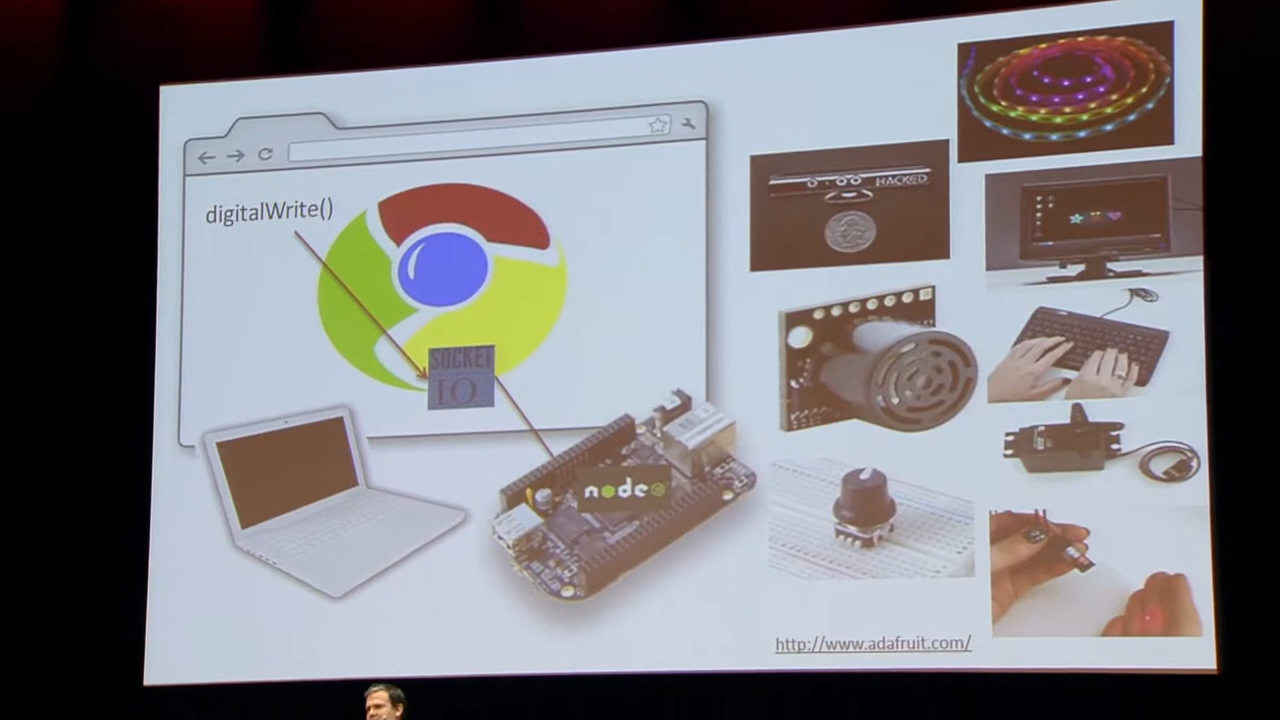 digitalWrite()
SOCKET
IO
node
HACKED
http://www.adafruit.com/